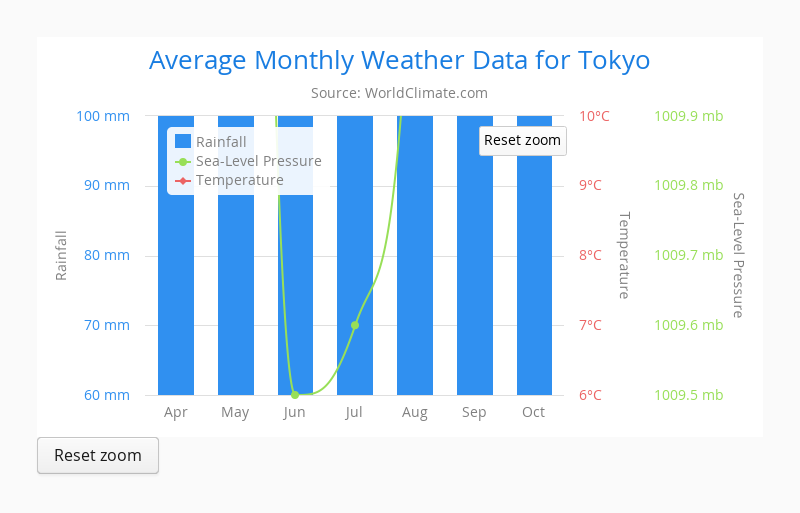 Average Monthly Weather Data for Tokyo
Source: WorldClimate.com
100 mm
90 mm
80 mm
70 mm
60 mm
Rainfall
Rainfall
Sea-Level Pressure
Temperature
Reset zoom
10°C
9°C
8°C
7°C
6°C
Temperature
1009.9 mb
1009.8 mb
1009.7 mb
1009.6 mb
1009.5 mb
Sea-Level Pressure
Apr May Jun Jul Aug Sep Oct
Reset zoom